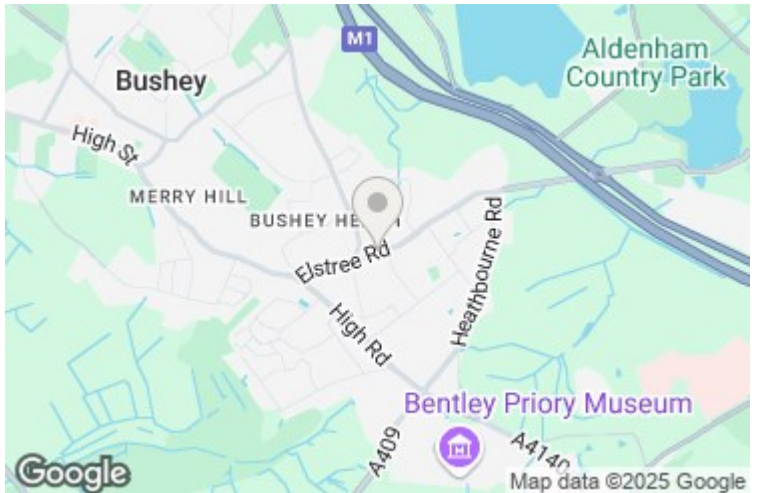 M1
Aldenham
Country Park
Bushey
High St
MERRY HILL
BUSHEY HE
Elstree Rd
Heathbourne Rd
High Rd
Bentley Priory Museum
A409
A4140
Google
Map data ©2025 Google